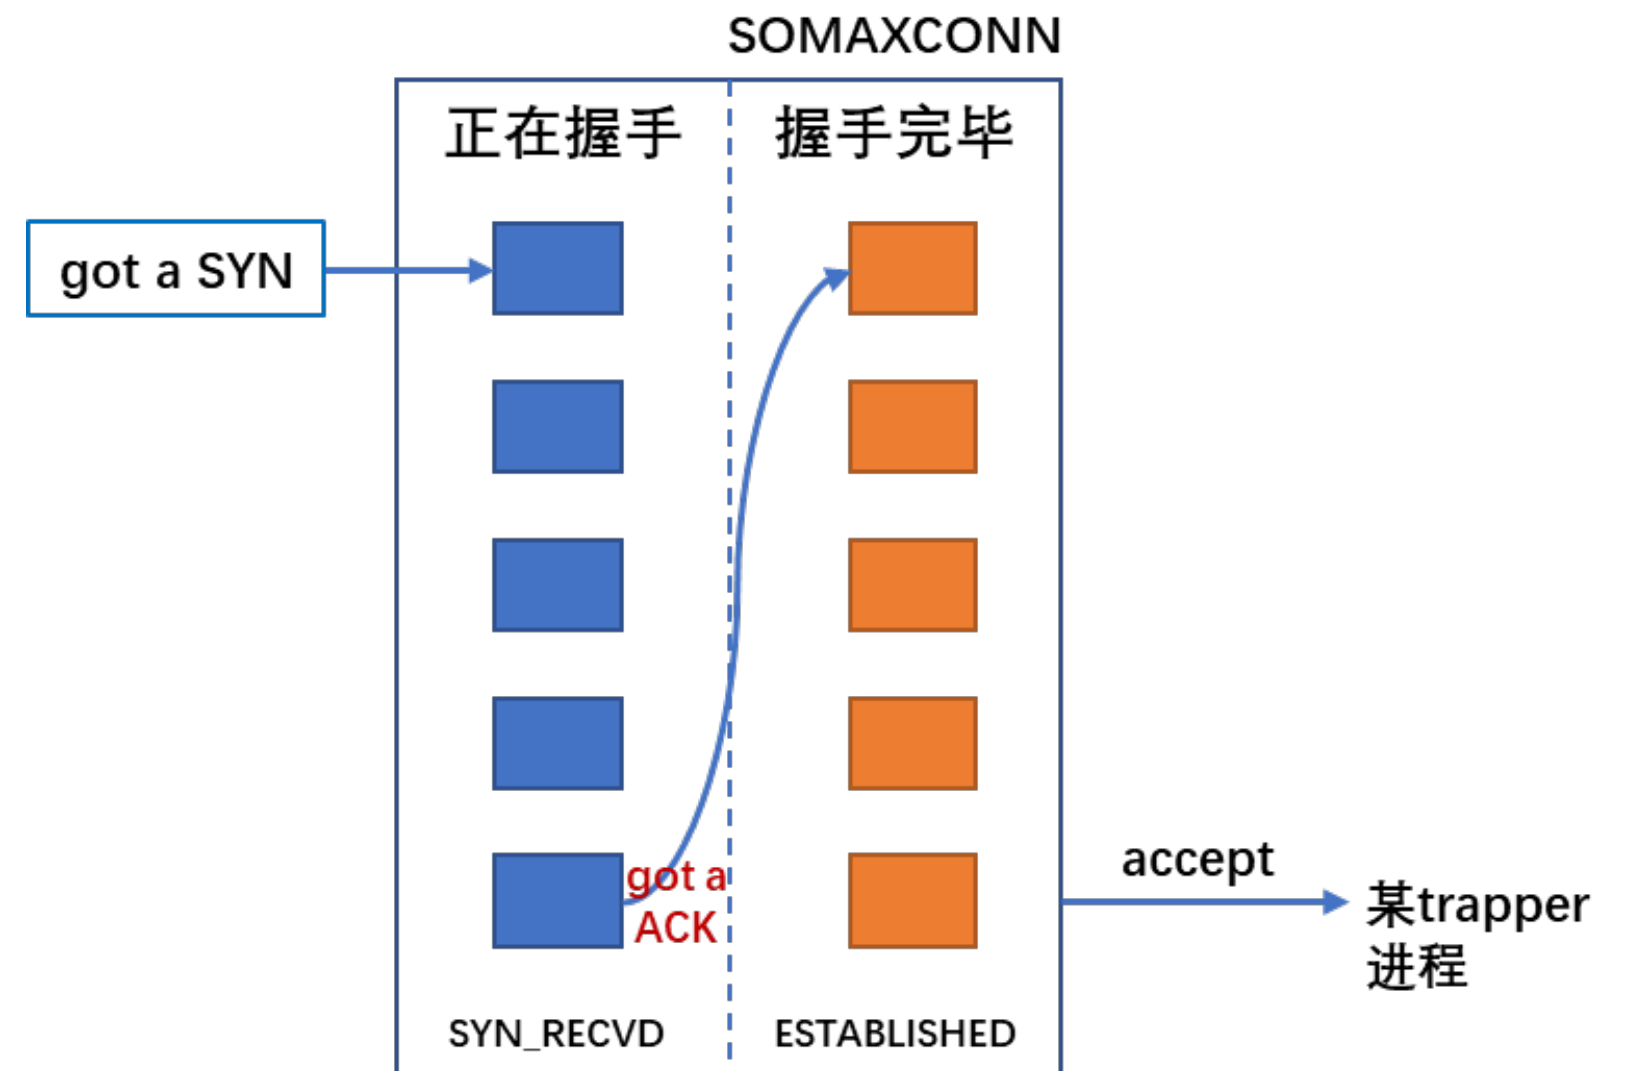 SOMAXCONN
正在握手
握手完毕
got a SYN
got a
ACK
accept
某trapper
进程
SYN_RECVD
ESTABLISHED